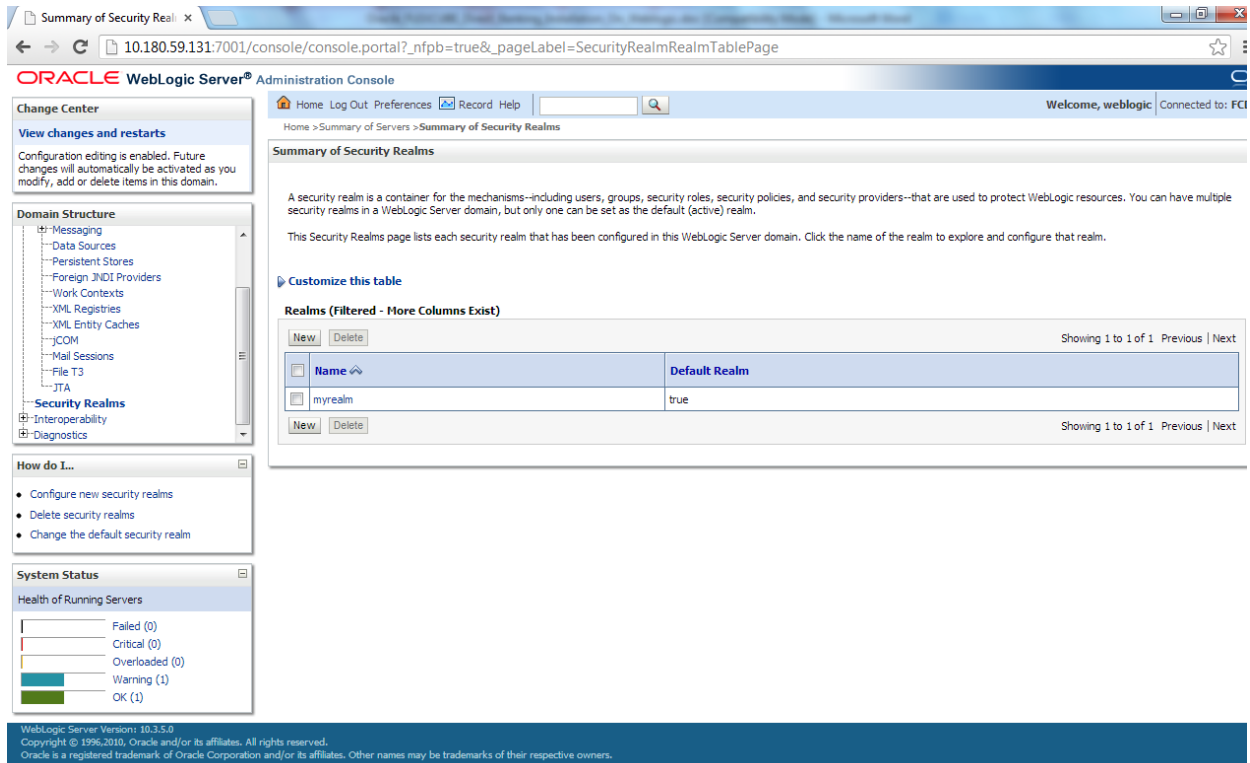 Summary of Security Real
10.180.59.131:7001/console/console.portal?_nfpb=true&_pageLabel=SecurityRealmRealmTablePage
ORACLE WebLogic Server® Administration Console
Change Center
View changes and restarts
Configuration editing is enabled. Future
changes will automatically be activated as you
modify, add or delete items in this domain.
Domain Structure
Messaging
Data Sources
Persistent Stores
Foreign JNDI Providers
Work Contexts
XML Registries
XML Entity Caches
jCOM
Mail Sessions
File T3
JTA
Security Realms
Interoperability
Diagnostics
How do I...
Configure new security realms
Delete security realms
Change the default security realm
System Status
Health of Running Servers
Failed (0)
Critical (0)
Overloaded (0)
Warning (1)
OK (1)
Home Log Out Preferences Record Help
Welcome, weblogic Connected to: FC
Home >Summary of Servers >Summary of Security Realms
Summary of Security Realms
A security realm is a container for the mechanisms--including users, groups, security roles, security policies, and security providers--that are used to protect WebLogic resources. You can have multiple
security realms in a WebLogic Server domain, but only one can be set as the default (active) realm.
This Security Realms page lists each security realm that has been configured in this WebLogic Server domain. Click the name of the realm to explore and configure that realm.
Customize this table
Realms (Filtered - More Columns Exist)
New Delete Showing 1 to 1 of 1 Previous | Next
Name Default Realm
myrealm true
New Delete Showing 1 to 1 of 1 Previous | Next
WebLogic Server Version: 10.3.5.0
Copyright © 1996,2010, Oracle and/or its affiliates. All rights reserved.
Oracle is a registered trademark of Oracle Corporation and/or its affiliates. Other names may be trademarks of their respective owners.